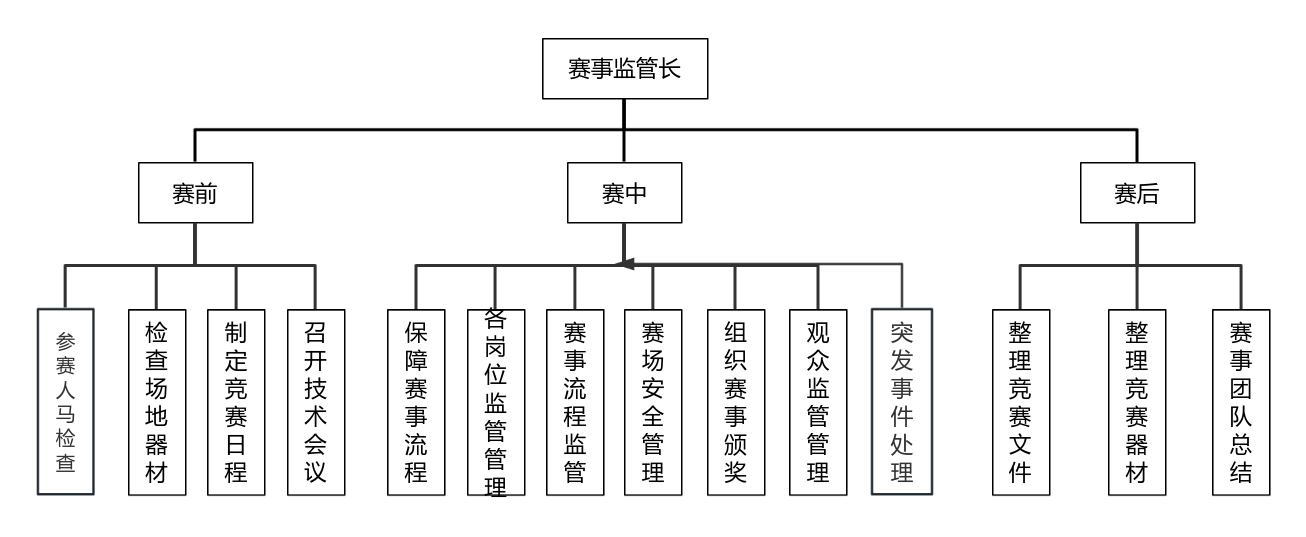 赛事监管长
赛前
赛中
赛后
参赛人马检查
检查场地器材
制定竞赛日程
召开技术会议
保障赛事流程
各岗位监管管理
赛事流程监管
赛场安全管理
组织赛事颁奖
观众监管管理
突发事件处理
整理竞赛文件
整理竞赛器材
赛事团队总结